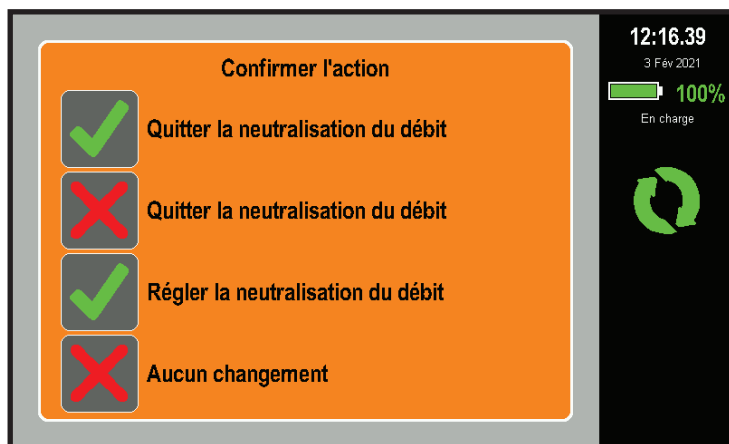 Confirmer l'action
Quitter la neutralisation du débit
Quitter la neutralisation du débit
Régler la neutralisation du débit
Aucun changement
12:16.39
3 Fév 2021
100%
En charge